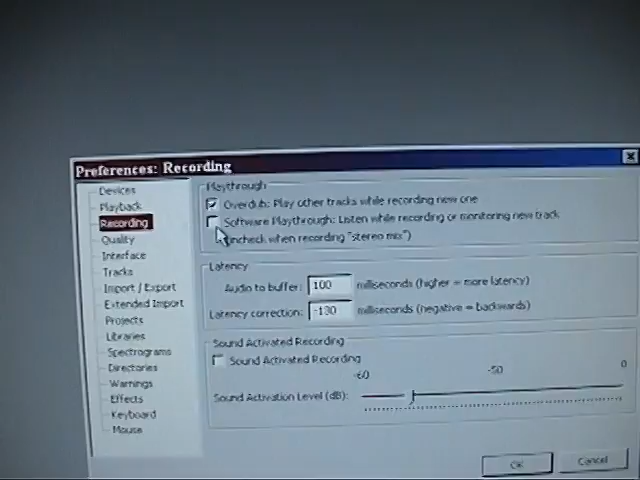 Preferences: Recording
Devices
Playback
Recording
Quality
Interface
Tracks
Import / Export
Extended Import
Projects
Libraries
Spectrograms
Directories
Warnings
Effects
Keyboard
Mouse
Playthrough
Overdub: Play other tracks while recording new one
Software Playthrough: Listen while recording or monitoring new track
uncheck when recording "stereo mix")
Latency
Audio to buffer: 100 milliseconds (higher = more latency)
Latency correction: -130 milliseconds (negative = backwards)
Sound Activated Recording
Sound Activated Recording
-60 -50 0
Sound Activation Level (dB):
OK Cancel